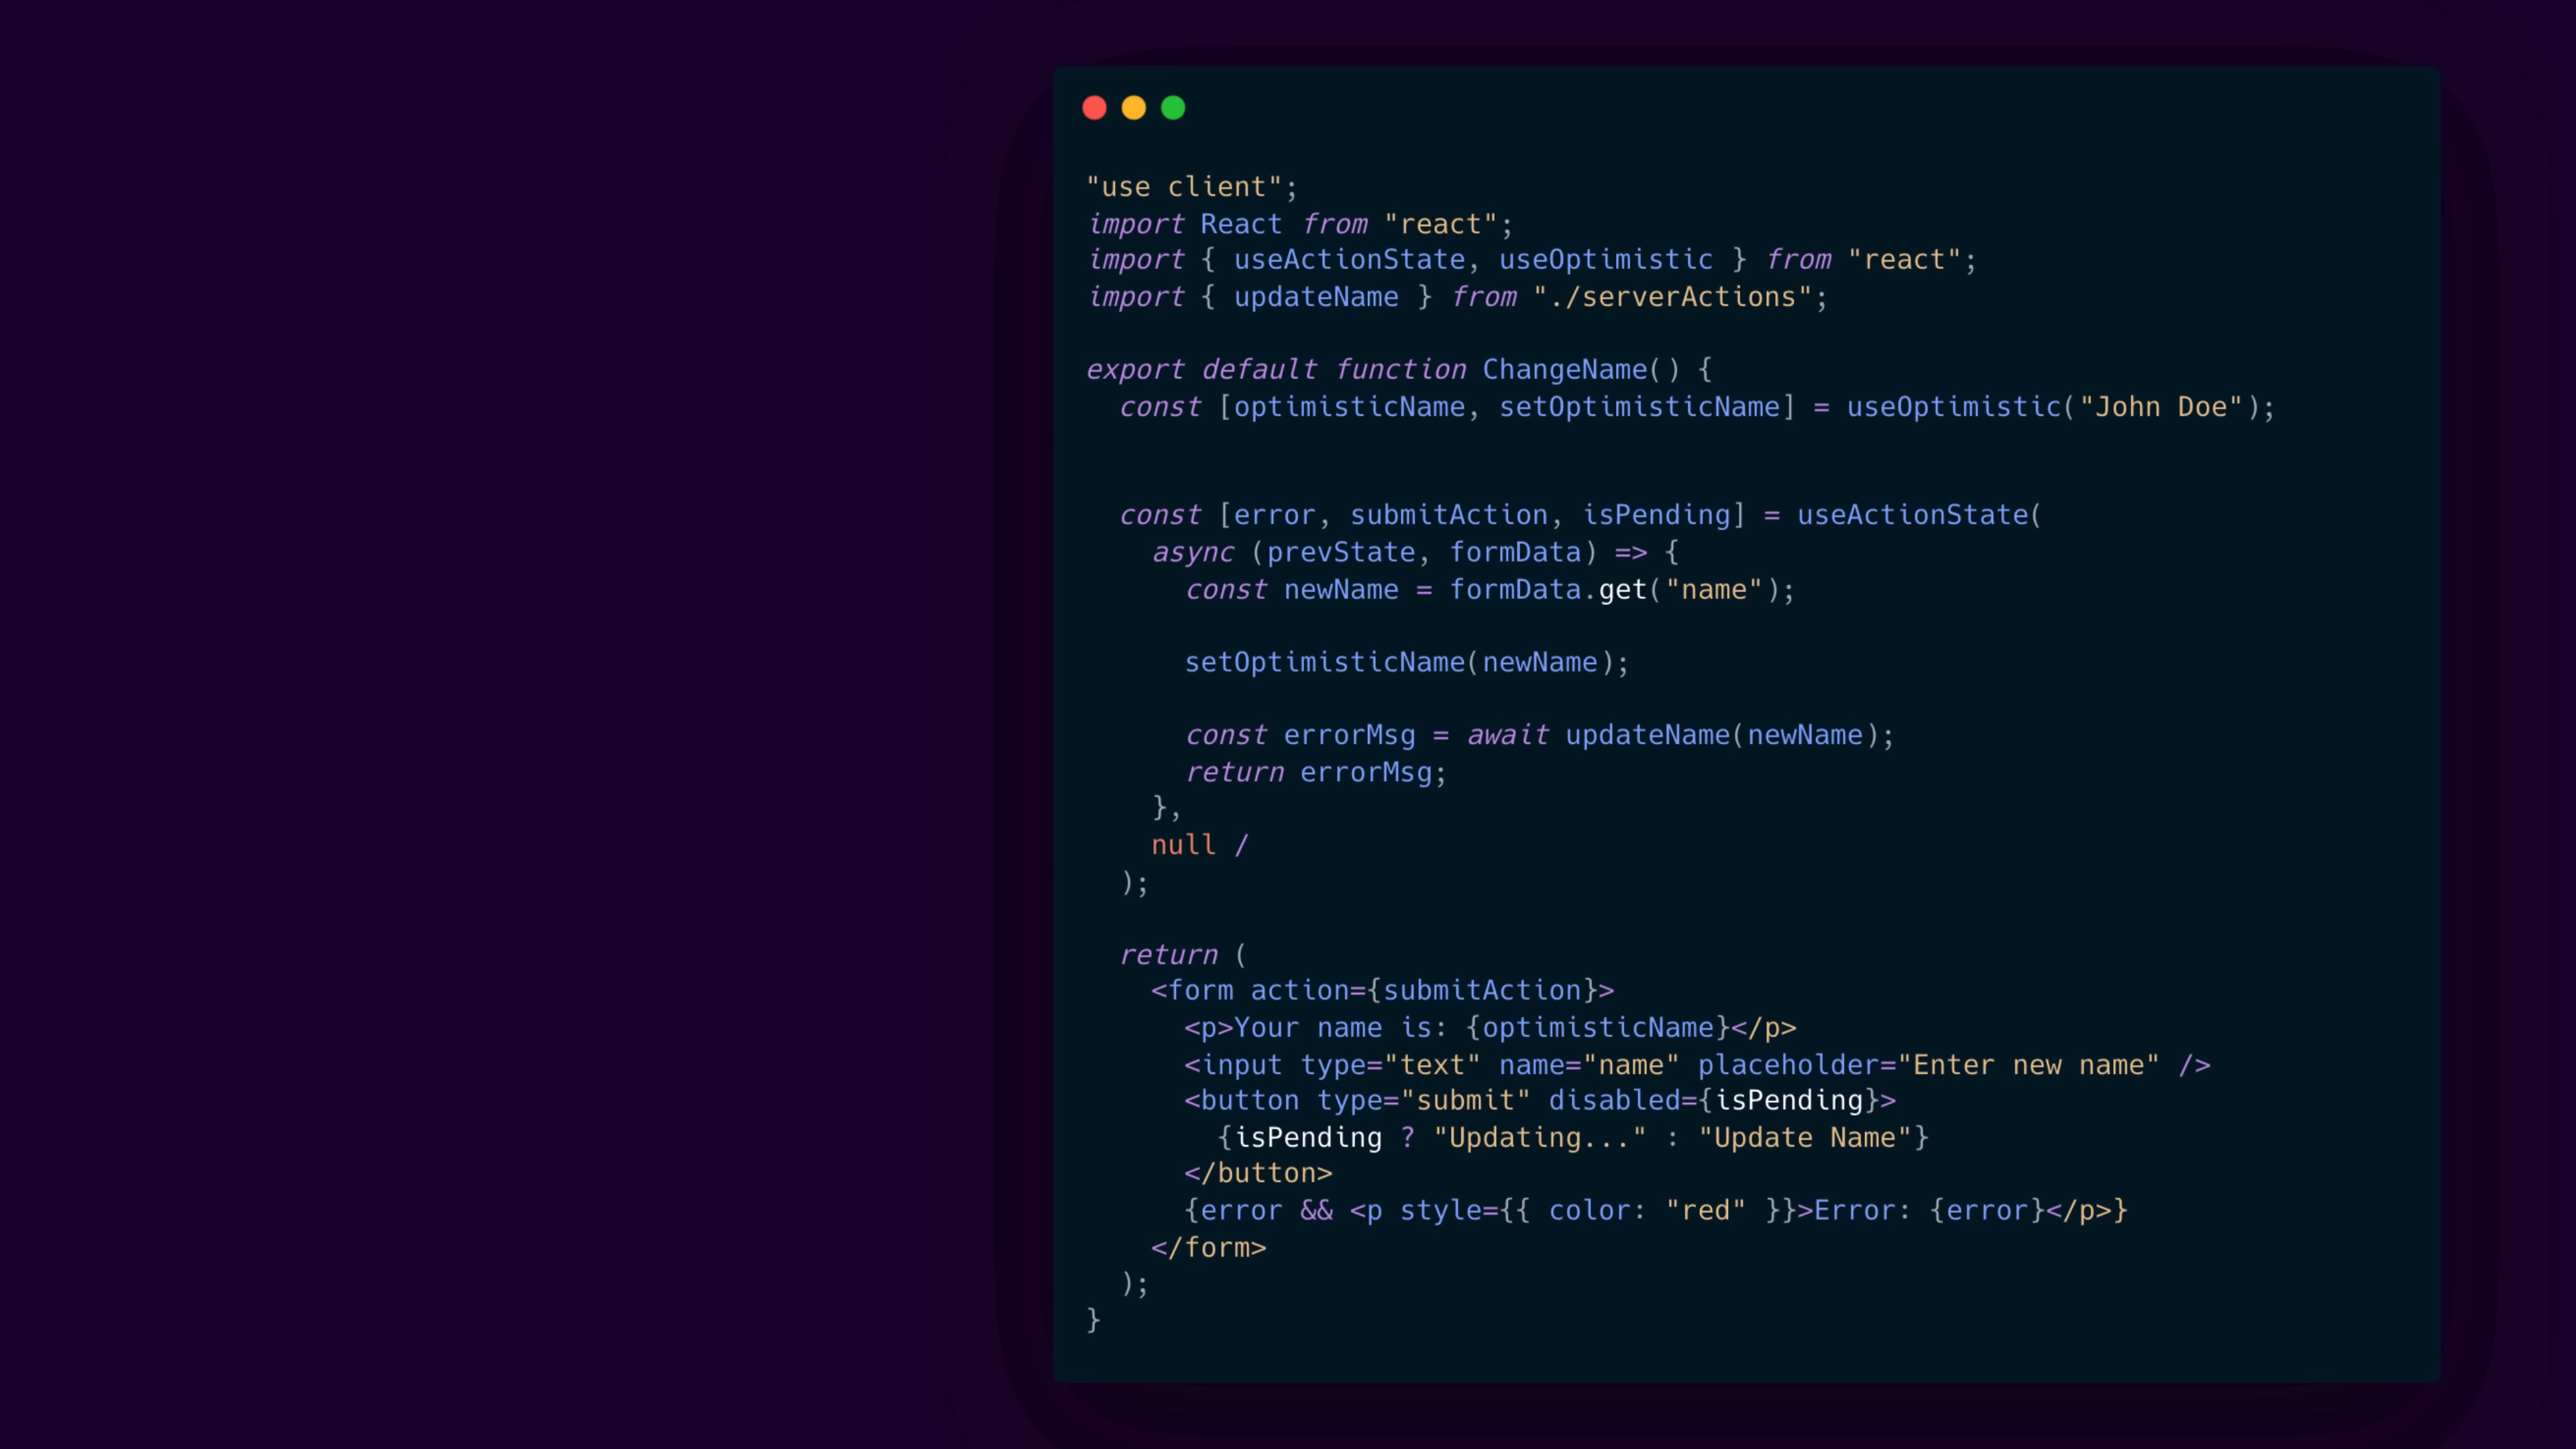 "use client";
import React from "react";
import { useActionState, useOptimistic } from "react";
import { updateName } from "./serverActions";

export default function ChangeName() {
  const [optimisticName, setOptimisticName] = useOptimistic("John Doe");

  const [error, submitAction, isPending] = useActionState(
    async (prevState, formData) => {
      const newName = formData.get("name");

      setOptimisticName(newName);

      const errorMsg = await updateName(newName);
      return errorMsg;
    },
    null /
  );

  return (
    <form action={submitAction}>
      <p>Your name is: {optimisticName}</p>
      <input type="text" name="name" placeholder="Enter new name" />
      <button type="submit" disabled={isPending}>
        {isPending ? "Updating..." : "Update Name"}
      </button>
      {error && <p style={{ color: "red" }}>Error: {error}</p>}
    </form>
  );
}